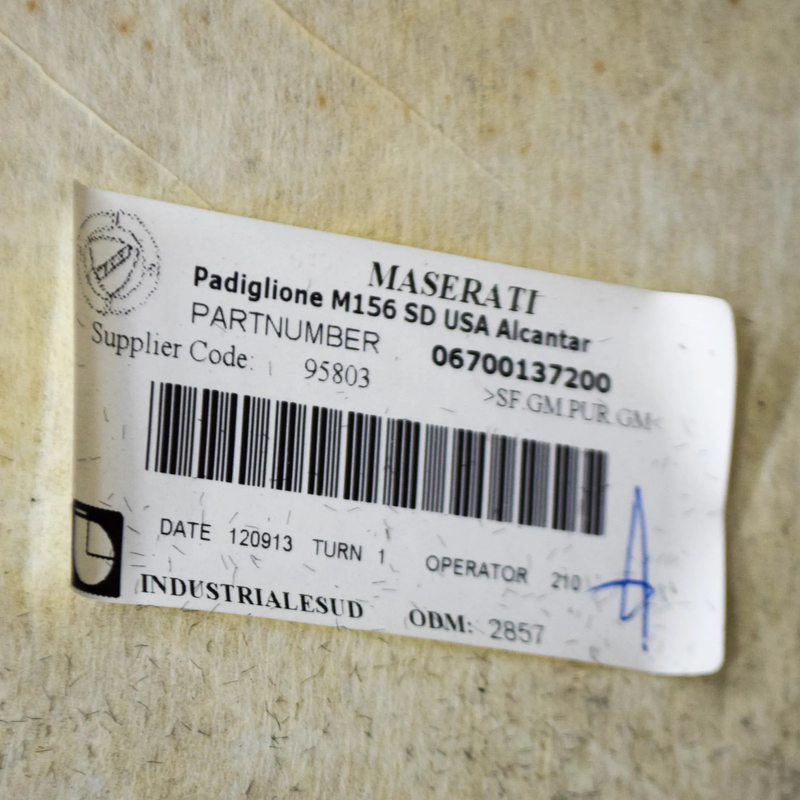 MASERATI
Padiglione M156 SD USA Alcantar
PARTNUMBER 06700137200
Supplier Code: 95803 >SF.GM.PUR.GM<
DATE 120913 TURN 1 OPERATOR 210
INDUSTRIALESUD ODM: 2857